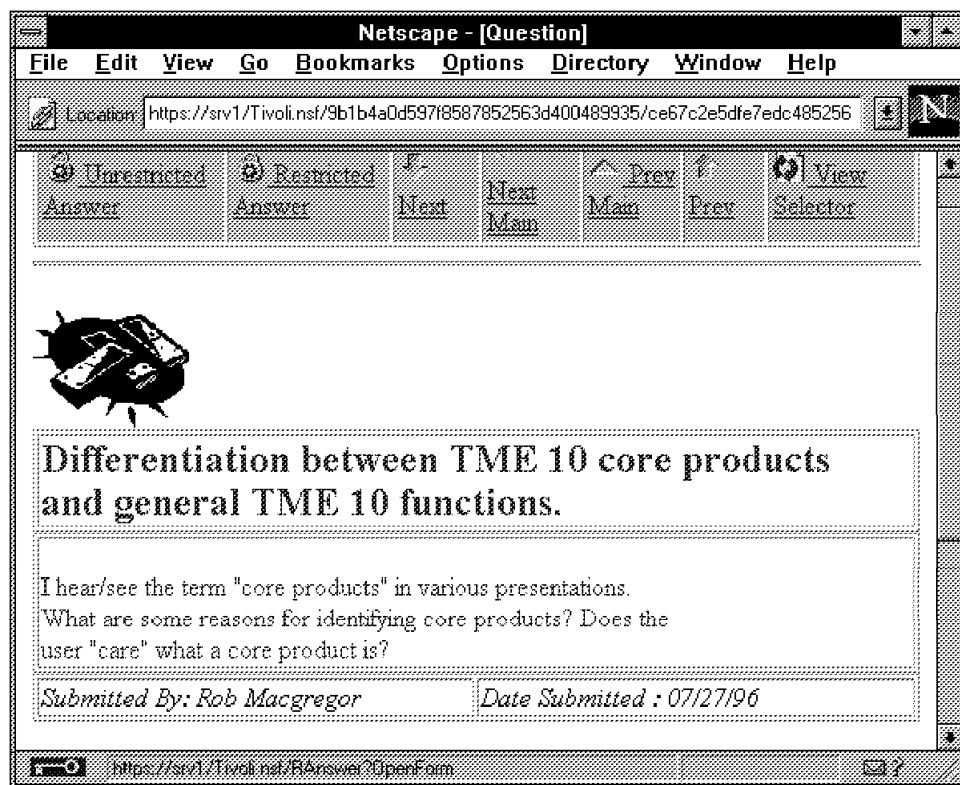 Netscape - [Question]
File Edit View Go Bookmarks Options Directory Window Help
Location: https://srv1/Tivoli.nsf/9b1b4a0d597f8587852563d400489935/ce67c2e5dfe7edc485256
N
Unrestricted Answer
Restricted Answer
Next
Next Main
Prev Main
Prev
View Selector
Differentiation between TME 10 core products
and general TME 10 functions.
I hear/see the term "core products" in various presentations.
What are some reasons for identifying core products? Does the
user "care" what a core product is?
Submitted By: Rob Macgregor Date Submitted : 07/27/96
https://srv1/Tivoli.nsf/RAnswer?OpenForm
?